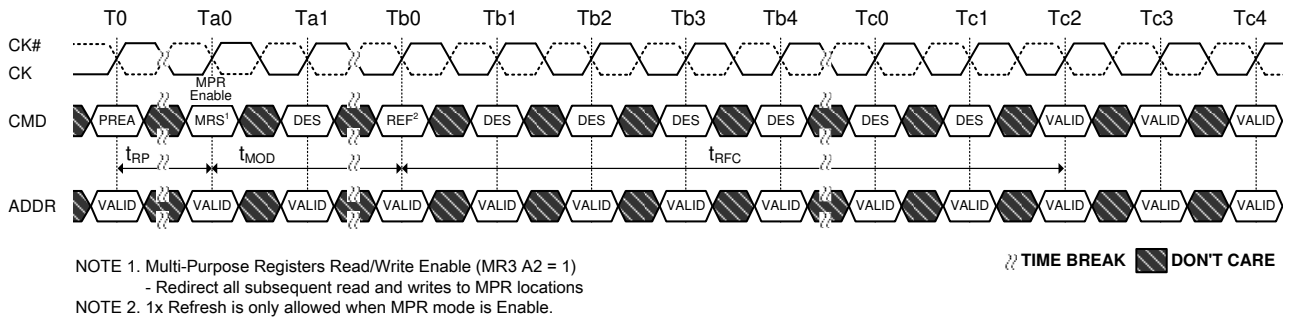 T0 Ta0 Ta1 Tb0 Tb1 Tb2 Tb3 Tb4 Tc0 Tc1 Tc2 Tc3 Tc4
CK#
CK
MPR
Enable
CMD PREA MRS¹ DES REF² DES DES DES DES DES DES VALID VALID VALID
tRP tMOD tRFC
ADDR VALID VALID VALID VALID VALID VALID VALID VALID VALID VALID VALID VALID VALID
NOTE 1. Multi-Purpose Registers Read/Write Enable (MR3 A2 = 1)
- Redirect all subsequent read and writes to MPR locations
NOTE 2. 1x Refresh is only allowed when MPR mode is Enable.
TIME BREAK DON'T CARE